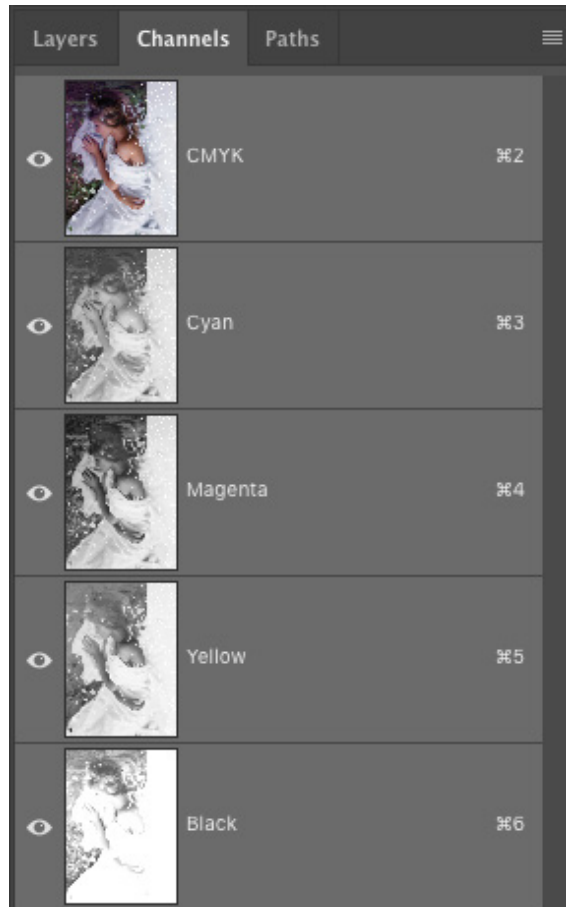 Layers Channels Paths
CMYK ⌘2
Cyan ⌘3
Magenta ⌘4
Yellow ⌘5
Black ⌘6